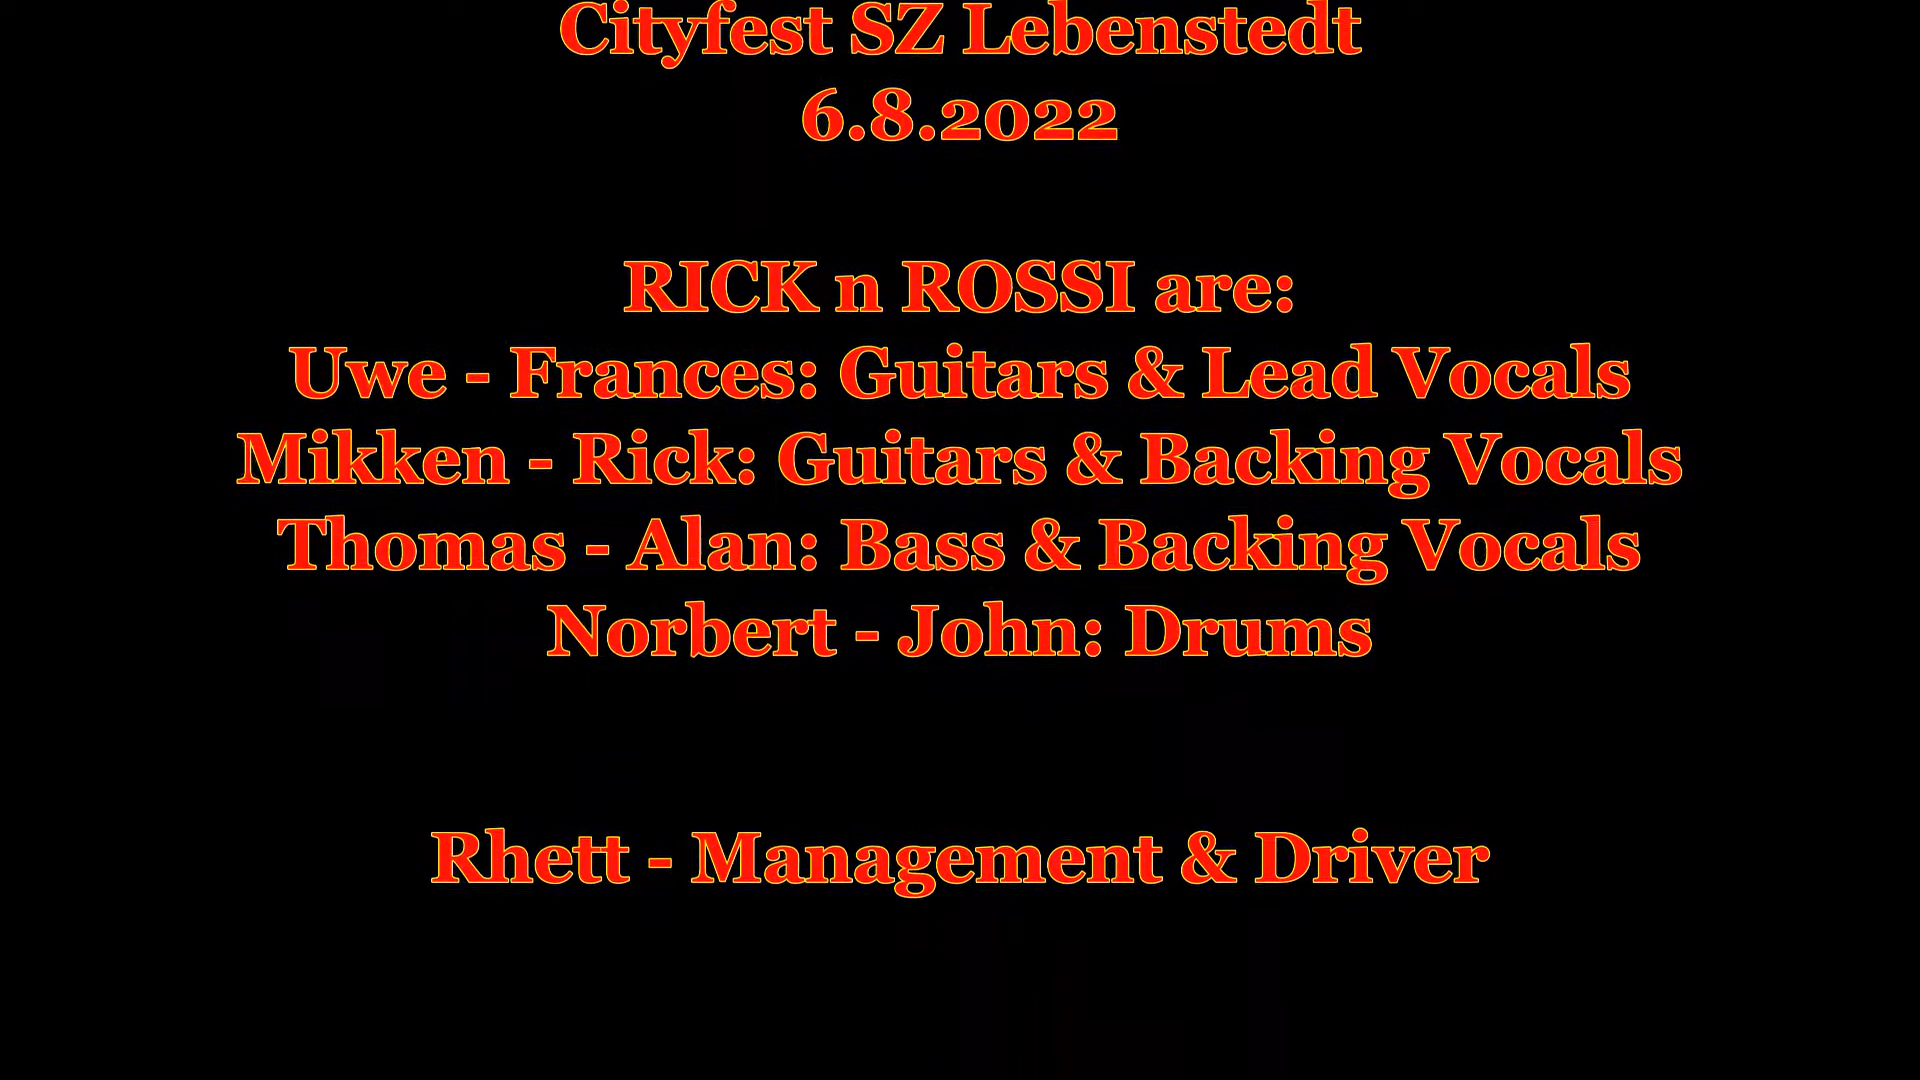 Cityfest SZ Lebenstedt
6.8.2022
RICK n ROSSI are:
Uwe - Frances: Guitars & Lead Vocals
Mikken - Rick: Guitars & Backing Vocals
Thomas - Alan: Bass & Backing Vocals
Norbert - John: Drums
Rhett - Management & Driver